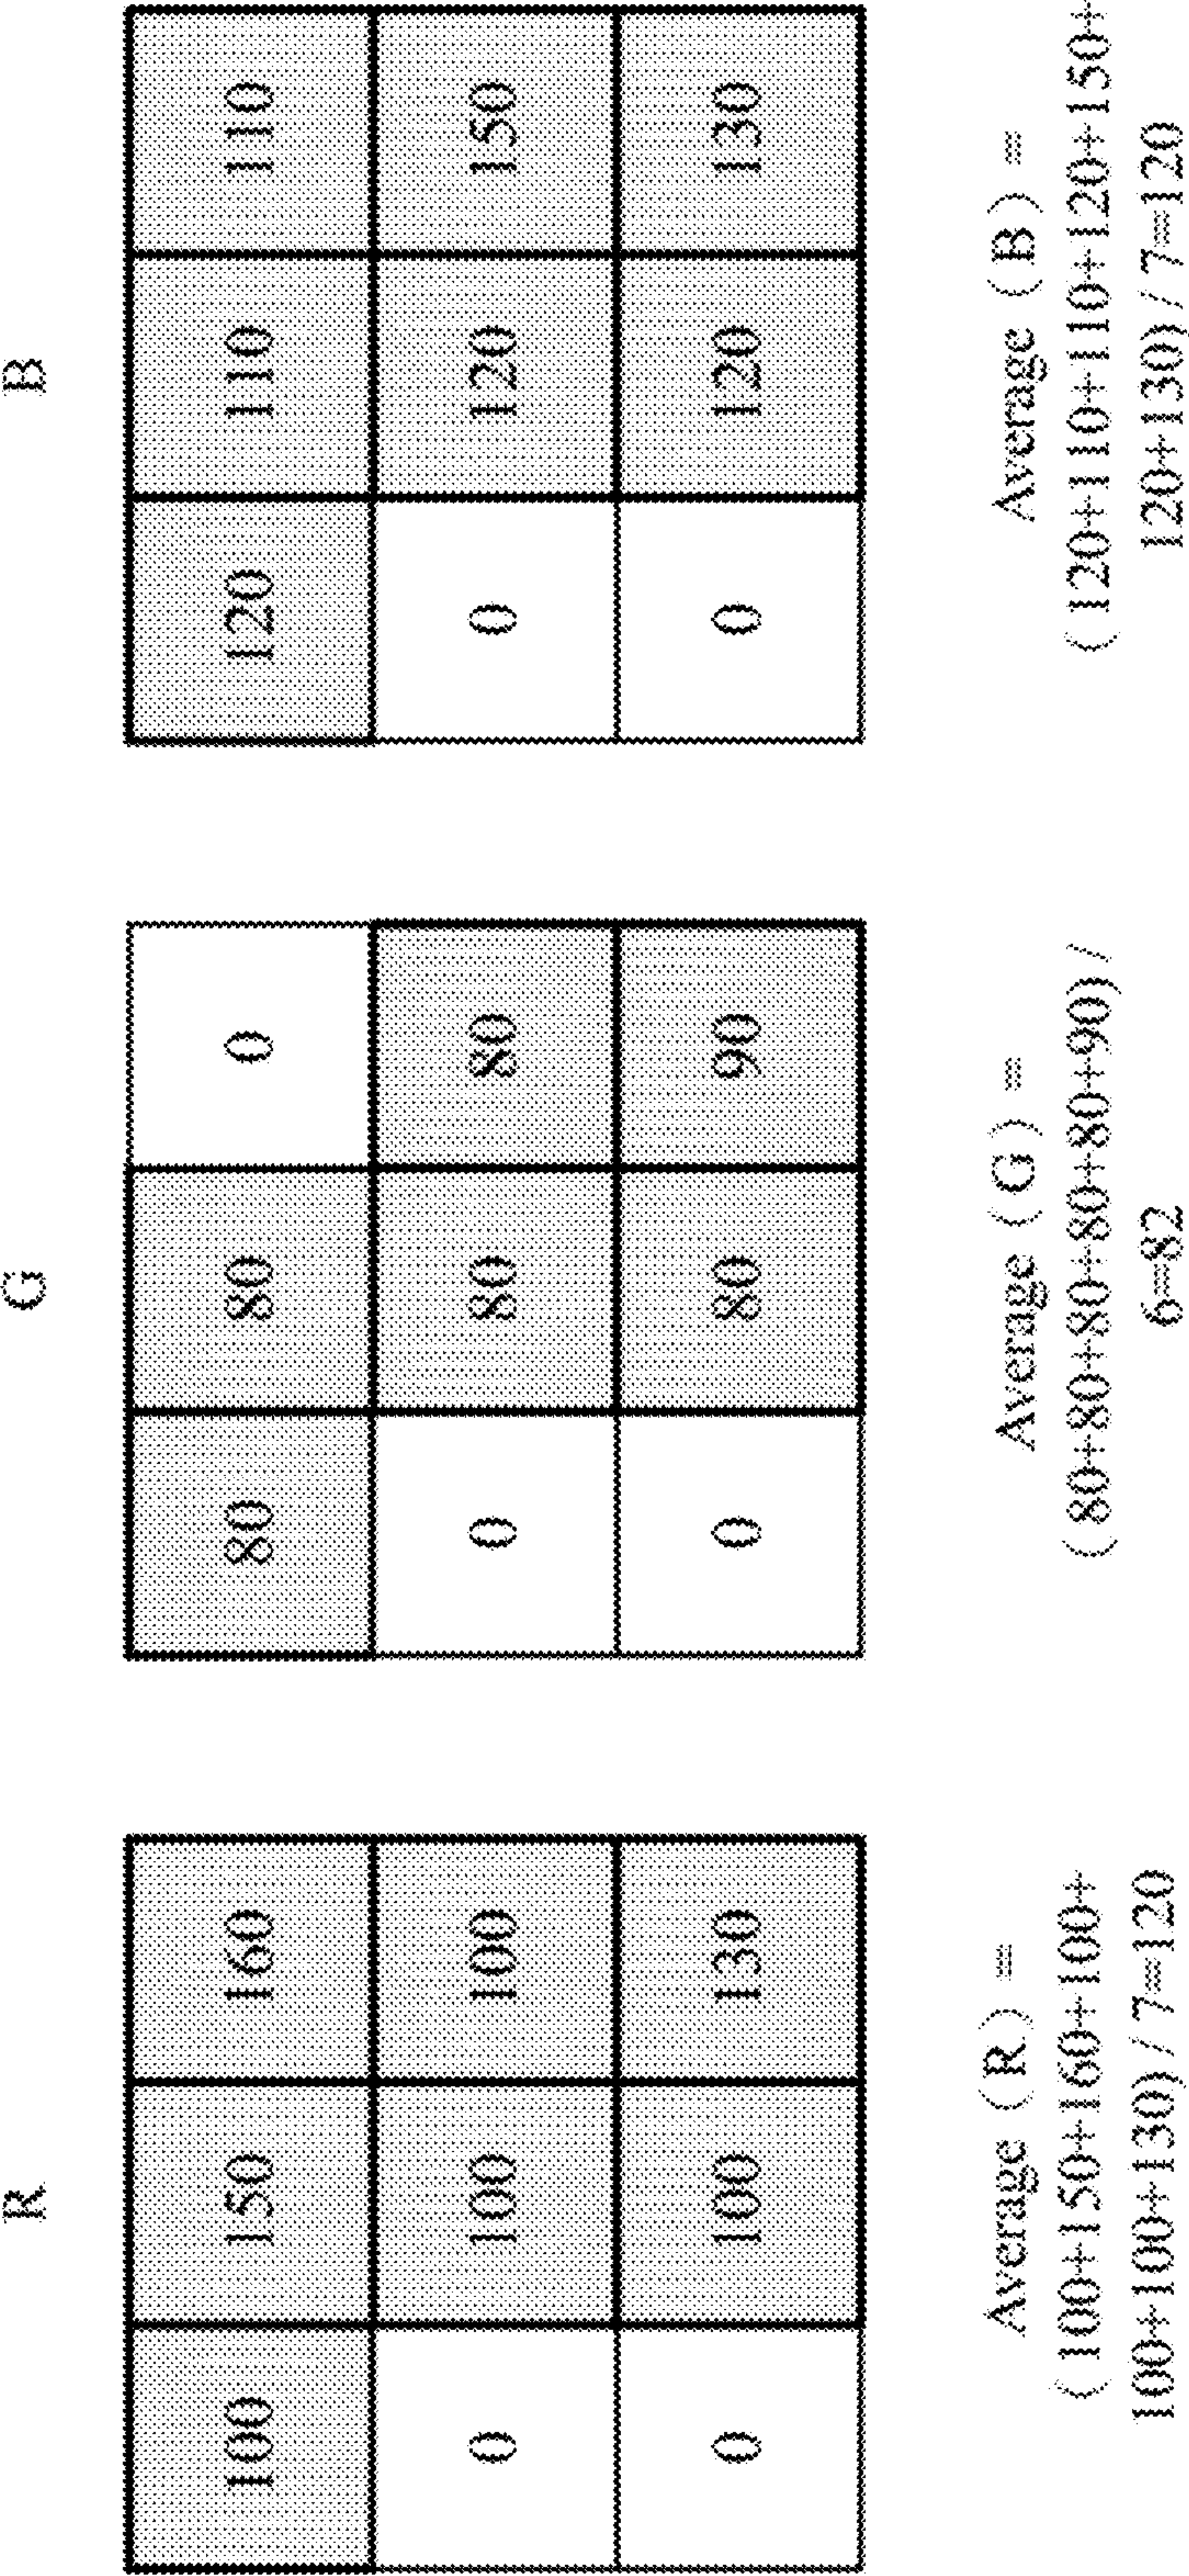 R
100 150 160
0 100 100
0 100 130
Average (R) =
(100+150+160+100+
100+100+130) / 7=120
G
80 80 0
0 80 80
0 80 90
Average (G) =
(80+80+80+80+80+90) /
6=82
B
120 110 110
0 120 150
0 120 130
Average (B) =
(120+110+110+120+150+
120+130) / 7=120